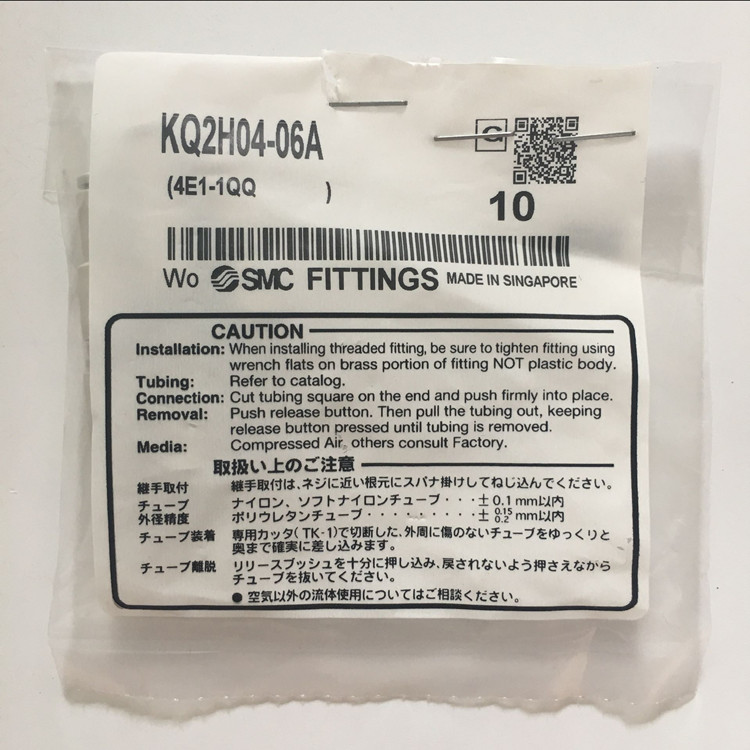 KQ2H04-06A
G
(4E1-1QQ )
10
Wo SMC FITTINGS MADE IN SINGAPORE
CAUTION
Installation: When installing threaded fitting, be sure to tighten fitting using
wrench flats on brass portion of fitting NOT plastic body.
Tubing: Refer to catalog.
Connection: Cut tubing square on the end and push firmly into place.
Removal: Push release button. Then pull the tubing out, keeping
release button pressed until tubing is removed.
Media: Compressed Air, others consult Factory.
取扱い上のご注意
継手取付 継手取付は、ネジに近い根元にスパナ掛けしてねじ込んでください。
チューブ ナイロン、ソフトナイロンチューブ・・・± 0.1 mm以内
外径精度 ポリウレタンチューブ・・・・・・・・・± 0.15 0.2 mm以内
チューブ装着 専用カッタ(TK-1)で切断した、外周に傷のないチューブをゆっくりと
奥まで確実に差し込みます。
チューブ離脱 リリースブッシュを十分に押し込み、戻されないよう押さえながら
チューブを抜いてください。
● 空気以外の流体使用についてはご相談ください。